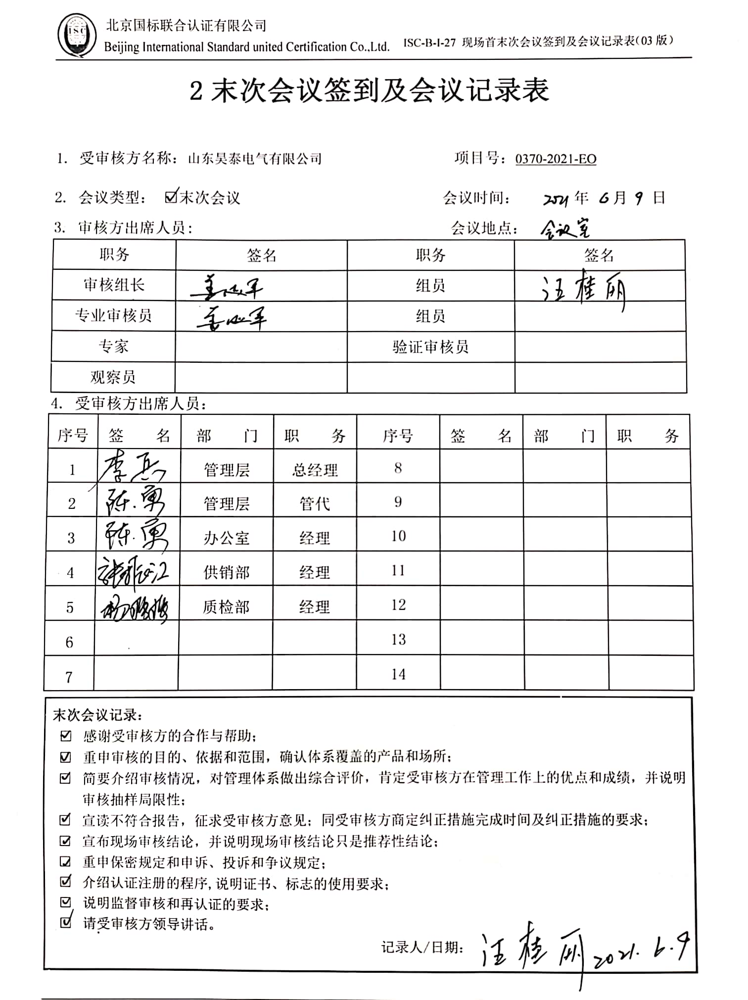 ISC
北京国标联合认证有限公司
Beijing International Standard united Certification Co.,Ltd. ISC-B-I-27 现场首末次会议签到及会议记录表(03 版)
2 末次会议签到及会议记录表
1. 受审核方名称：山东昊泰电气有限公司 项目号：0370-2021-EO
2. 会议类型： ☑末次会议 会议时间： 2021 年 6 月 9 日
3. 审核方出席人员: 会议地点： 会议室
职务 签名 职务 签名
审核组长 组员 汪桂丽
专业审核员 组员
专家 验证审核员
观察员
4. 受审核方出席人员:
序号 签 名 部 门 职 务 序号 签 名 部 门 职 务
1 管理层 总经理 8
2 陈勇 管理层 管代 9
3 陈勇 办公室 经理 10
4 供销部 经理 11
5 质检部 经理 12
6 13
7 14
末次会议记录：
☑ 感谢受审核方的合作与帮助；
☑ 重申审核的目的、依据和范围，确认体系覆盖的产品和场所；
☑ 简要介绍审核情况，对管理体系做出综合评价，肯定受审核方在管理工作上的优点和成绩，并说明
审核抽样局限性；
☑ 宣读不符合报告，征求受审核方意见；同受审核方商定纠正措施完成时间及纠正措施的要求；
☑ 宣布现场审核结论，并说明现场审核结论只是推荐性结论；
☑ 重申保密规定和申诉、投诉和争议规定；
☑ 介绍认证注册的程序,说明证书、标志的使用要求；
☑ 说明监督审核和再认证的要求；
☑ 请受审核方领导讲话。
记录人/日期： 汪桂丽 2021.6.9